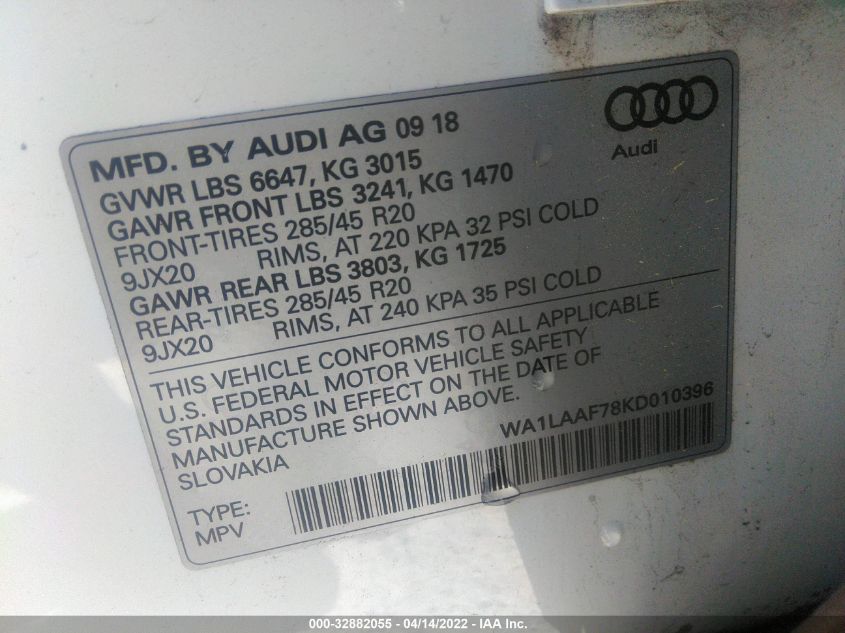 MFD. BY AUDI AG 09 18
Audi
GVWR LBS 6647, KG 3015
GAWR FRONT LBS 3241, KG 1470
FRONT-TIRES 285/45 R20
9JX20 RIMS, AT 220 KPA 32 PSI COLD
GAWR REAR LBS 3803, KG 1725
REAR-TIRES 285/45 R20
9JX20 RIMS, AT 240 KPA 35 PSI COLD
THIS VEHICLE CONFORMS TO ALL APPLICABLE
U.S. FEDERAL MOTOR VEHICLE SAFETY
STANDARDS IN EFFECT ON THE DATE OF
MANUFACTURE SHOWN ABOVE.
SLOVAKIA
WA1LAAF78KD010396
TYPE:
MPV
000-32882055 - 04/14/2022 - IAA Inc.